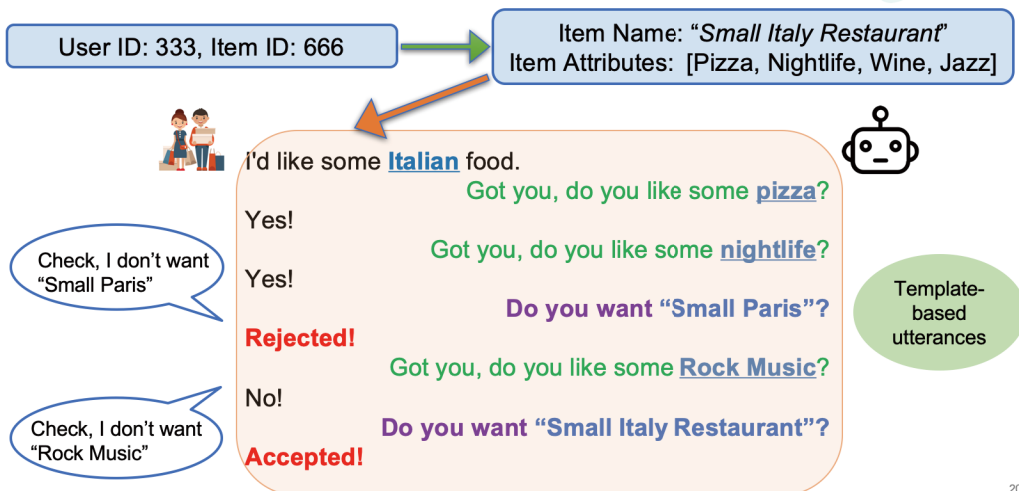 User ID: 333, Item ID: 666
Item Name: “Small Italy Restaurant”
Item Attributes: [Pizza, Nightlife, Wine, Jazz]
I'd like some Italian food.
Got you, do you like some pizza?
Yes!
Got you, do you like some nightlife?
Check, I don’t want
“Small Paris”
Yes!
Do you want “Small Paris”?
Rejected!
Template-
based
utterances
Got you, do you like some Rock Music?
No!
Check, I don’t want
“Rock Music”
Do you want “Small Italy Restaurant”?
Accepted!
20